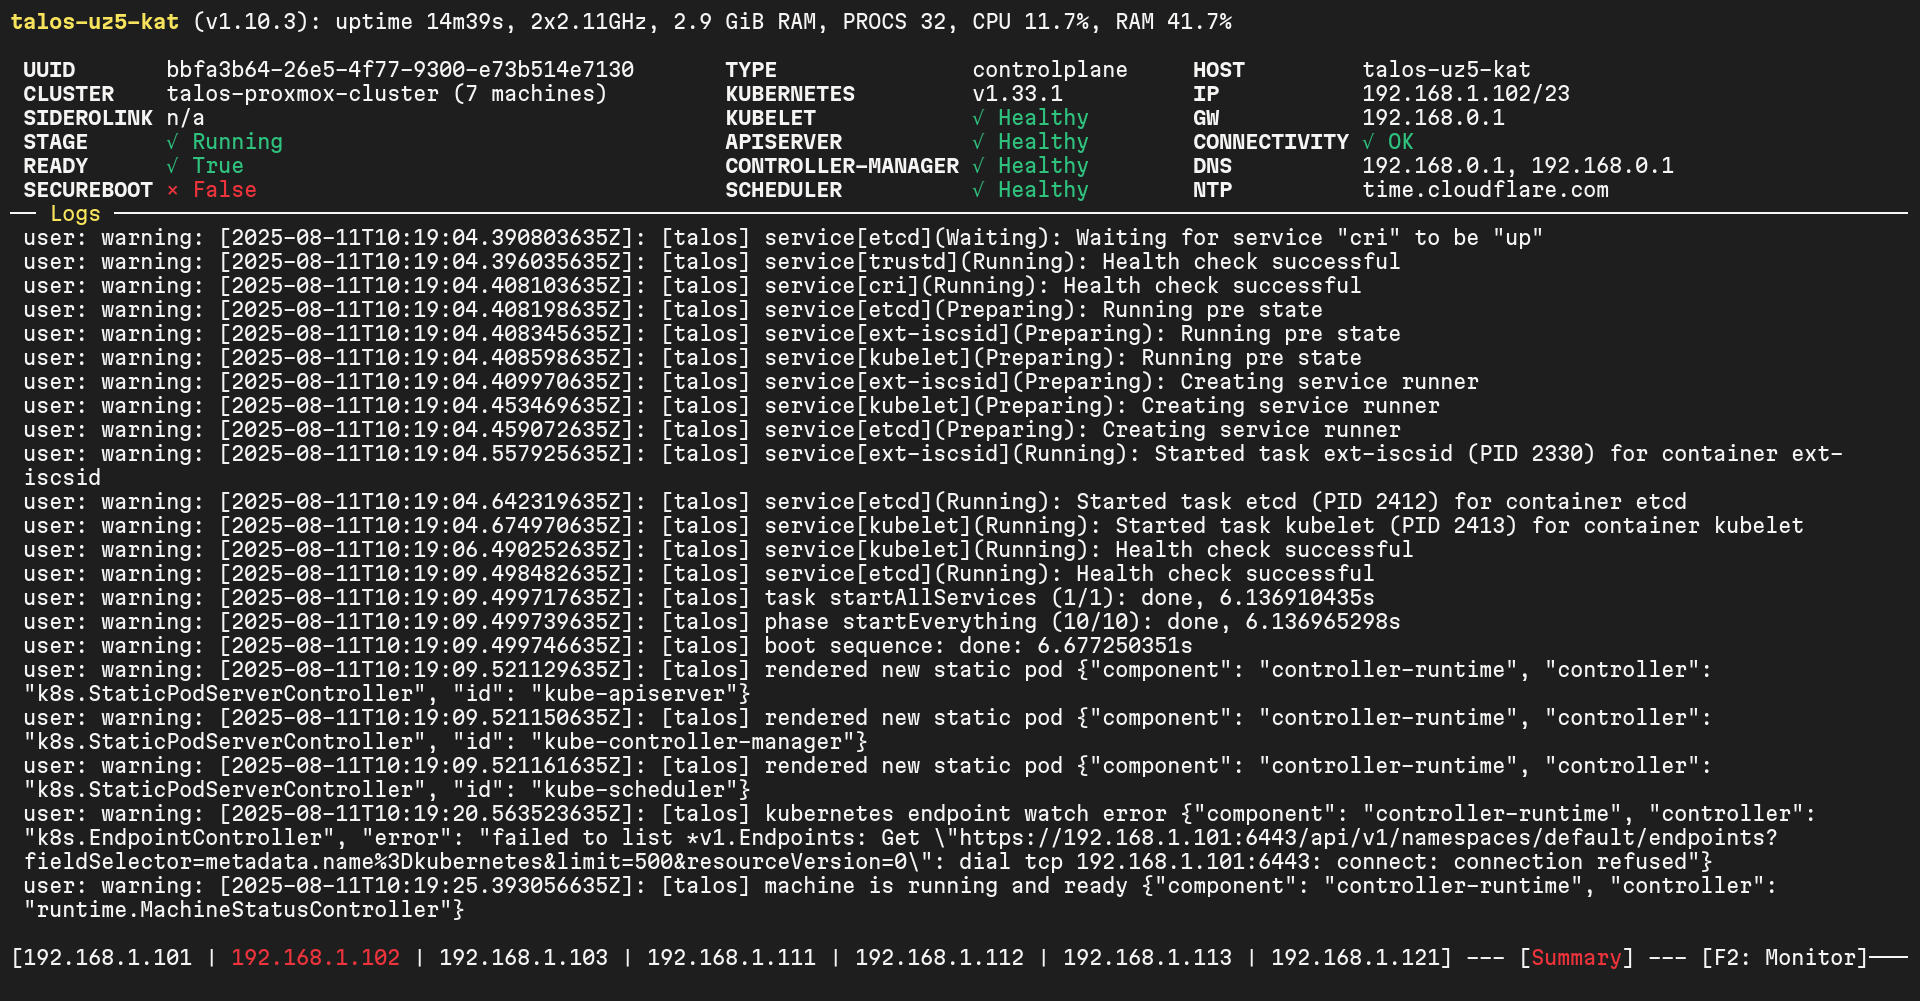 talos-uz5-kat (v1.10.3): uptime 14m39s, 2x2.11GHz, 2.9 GiB RAM, PROCS 32, CPU 11.7%, RAM 41.7%
UUID bbfa3b64-26e5-4f77-9300-e73b514e7130 TYPE controlplane HOST talos-uz5-kat
CLUSTER talos-proxmox-cluster (7 machines) KUBERNETES v1.33.1 IP 192.168.1.102/23
SIDEROLINK n/a KUBELET √ Healthy GW 192.168.0.1
STAGE √ Running APISERVER √ Healthy CONNECTIVITY √ OK
READY √ True CONTROLLER-MANAGER √ Healthy DNS 192.168.0.1, 192.168.0.1
SECUREBOOT × False SCHEDULER √ Healthy NTP time.cloudflare.com
Logs
user: warning: [2025-08-11T10:19:04.390803635Z]: [talos] service[etcd](Waiting): Waiting for service "cri" to be "up"
user: warning: [2025-08-11T10:19:04.396035635Z]: [talos] service[trustd](Running): Health check successful
user: warning: [2025-08-11T10:19:04.408103635Z]: [talos] service[cri](Running): Health check successful
user: warning: [2025-08-11T10:19:04.408198635Z]: [talos] service[etcd](Preparing): Running pre state
user: warning: [2025-08-11T10:19:04.408345635Z]: [talos] service[ext-iscsid](Preparing): Running pre state
user: warning: [2025-08-11T10:19:04.408598635Z]: [talos] service[kubelet](Preparing): Running pre state
user: warning: [2025-08-11T10:19:04.409970635Z]: [talos] service[ext-iscsid](Preparing): Creating service runner
user: warning: [2025-08-11T10:19:04.453469635Z]: [talos] service[kubelet](Preparing): Creating service runner
user: warning: [2025-08-11T10:19:04.459072635Z]: [talos] service[etcd](Preparing): Creating service runner
user: warning: [2025-08-11T10:19:04.557925635Z]: [talos] service[ext-iscsid](Running): Started task ext-iscsid (PID 2330) for container ext-
iscsid
user: warning: [2025-08-11T10:19:04.642319635Z]: [talos] service[etcd](Running): Started task etcd (PID 2412) for container etcd
user: warning: [2025-08-11T10:19:04.674970635Z]: [talos] service[kubelet](Running): Started task kubelet (PID 2413) for container kubelet
user: warning: [2025-08-11T10:19:06.490252635Z]: [talos] service[kubelet](Running): Health check successful
user: warning: [2025-08-11T10:19:09.498482635Z]: [talos] service[etcd](Running): Health check successful
user: warning: [2025-08-11T10:19:09.499717635Z]: [talos] task startAllServices (1/1): done, 6.136910435s
user: warning: [2025-08-11T10:19:09.499739635Z]: [talos] phase startEverything (10/10): done, 6.136965298s
user: warning: [2025-08-11T10:19:09.499746635Z]: [talos] boot sequence: done: 6.677250351s
user: warning: [2025-08-11T10:19:09.521129635Z]: [talos] rendered new static pod {"component": "controller-runtime", "controller":
"k8s.StaticPodServerController", "id": "kube-apiserver"}
user: warning: [2025-08-11T10:19:09.521150635Z]: [talos] rendered new static pod {"component": "controller-runtime", "controller":
"k8s.StaticPodServerController", "id": "kube-controller-manager"}
user: warning: [2025-08-11T10:19:09.521161635Z]: [talos] rendered new static pod {"component": "controller-runtime", "controller":
"k8s.StaticPodServerController", "id": "kube-scheduler"}
user: warning: [2025-08-11T10:19:20.563523635Z]: [talos] kubernetes endpoint watch error {"component": "controller-runtime", "controller":
"k8s.EndpointController", "error": "failed to list *v1.Endpoints: Get \"https://192.168.1.101:6443/api/v1/namespaces/default/endpoints?
fieldSelector=metadata.name%3Dkubernetes&limit=500&resourceVersion=0\": dial tcp 192.168.1.101:6443: connect: connection refused"}
user: warning: [2025-08-11T10:19:25.393056635Z]: [talos] machine is running and ready {"component": "controller-runtime", "controller":
"runtime.MachineStatusController"}
[192.168.1.101 | 192.168.1.102 | 192.168.1.103 | 192.168.1.111 | 192.168.1.112 | 192.168.1.113 | 192.168.1.121] --- [Summary] --- [F2: Monitor]